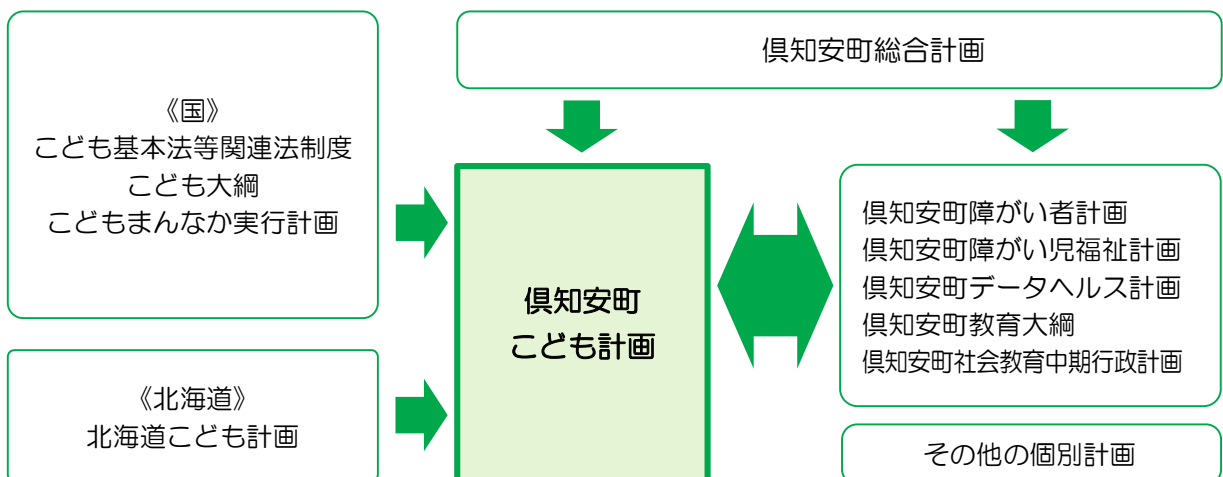 倶知安町総合計画
《国》
こども基本法等関連法制度
こども大綱
こどもまんなか実行計画
《北海道》
北海道こども計画
倶知安町
こども計画
倶知安町障がい者計画
倶知安町障がい児福祉計画
倶知安町データヘルス計画
倶知安町教育大綱
倶知安町社会教育中期行政計画
その他の個別計画